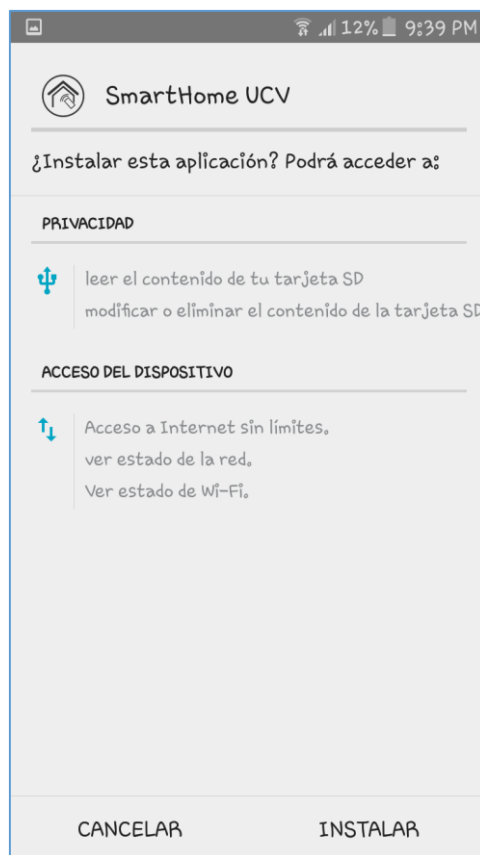 12% 9:39 PM
SmartHome UCV
¿Instalar esta aplicación? Podrá acceder a:
PRIVACIDAD
leer el contenido de tu tarjeta SD
modificar o eliminar el contenido de la tarjeta SD
ACCESO DEL DISPOSITIVO
Acceso a Internet sin límites.
ver estado de la red.
Ver estado de Wi-Fi.
CANCELAR INSTALAR